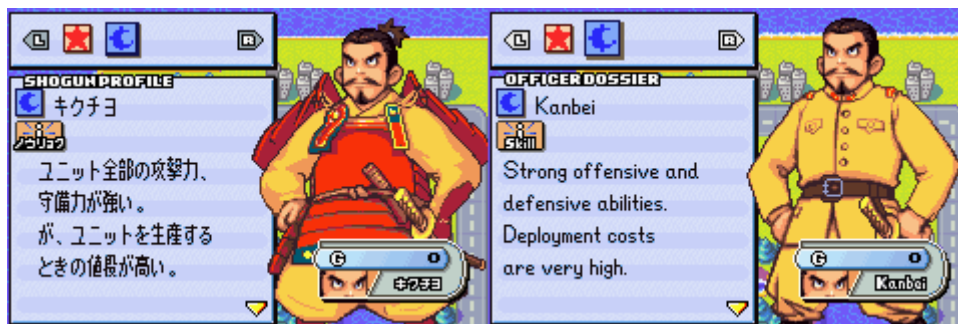 L
R
SHOGUN PROFILE
キクチヨ
i
ノウリョク
ユニット全部の攻撃力、
守備力が強い。
が、ユニットを生産する
ときの値段が高い。
G 0
キクチヨ
L
R
OFFICER DOSSIER
Kanbei
i
Skill
Strong offensive and
defensive abilities.
Deployment costs
are very high.
G 0
Kanbei